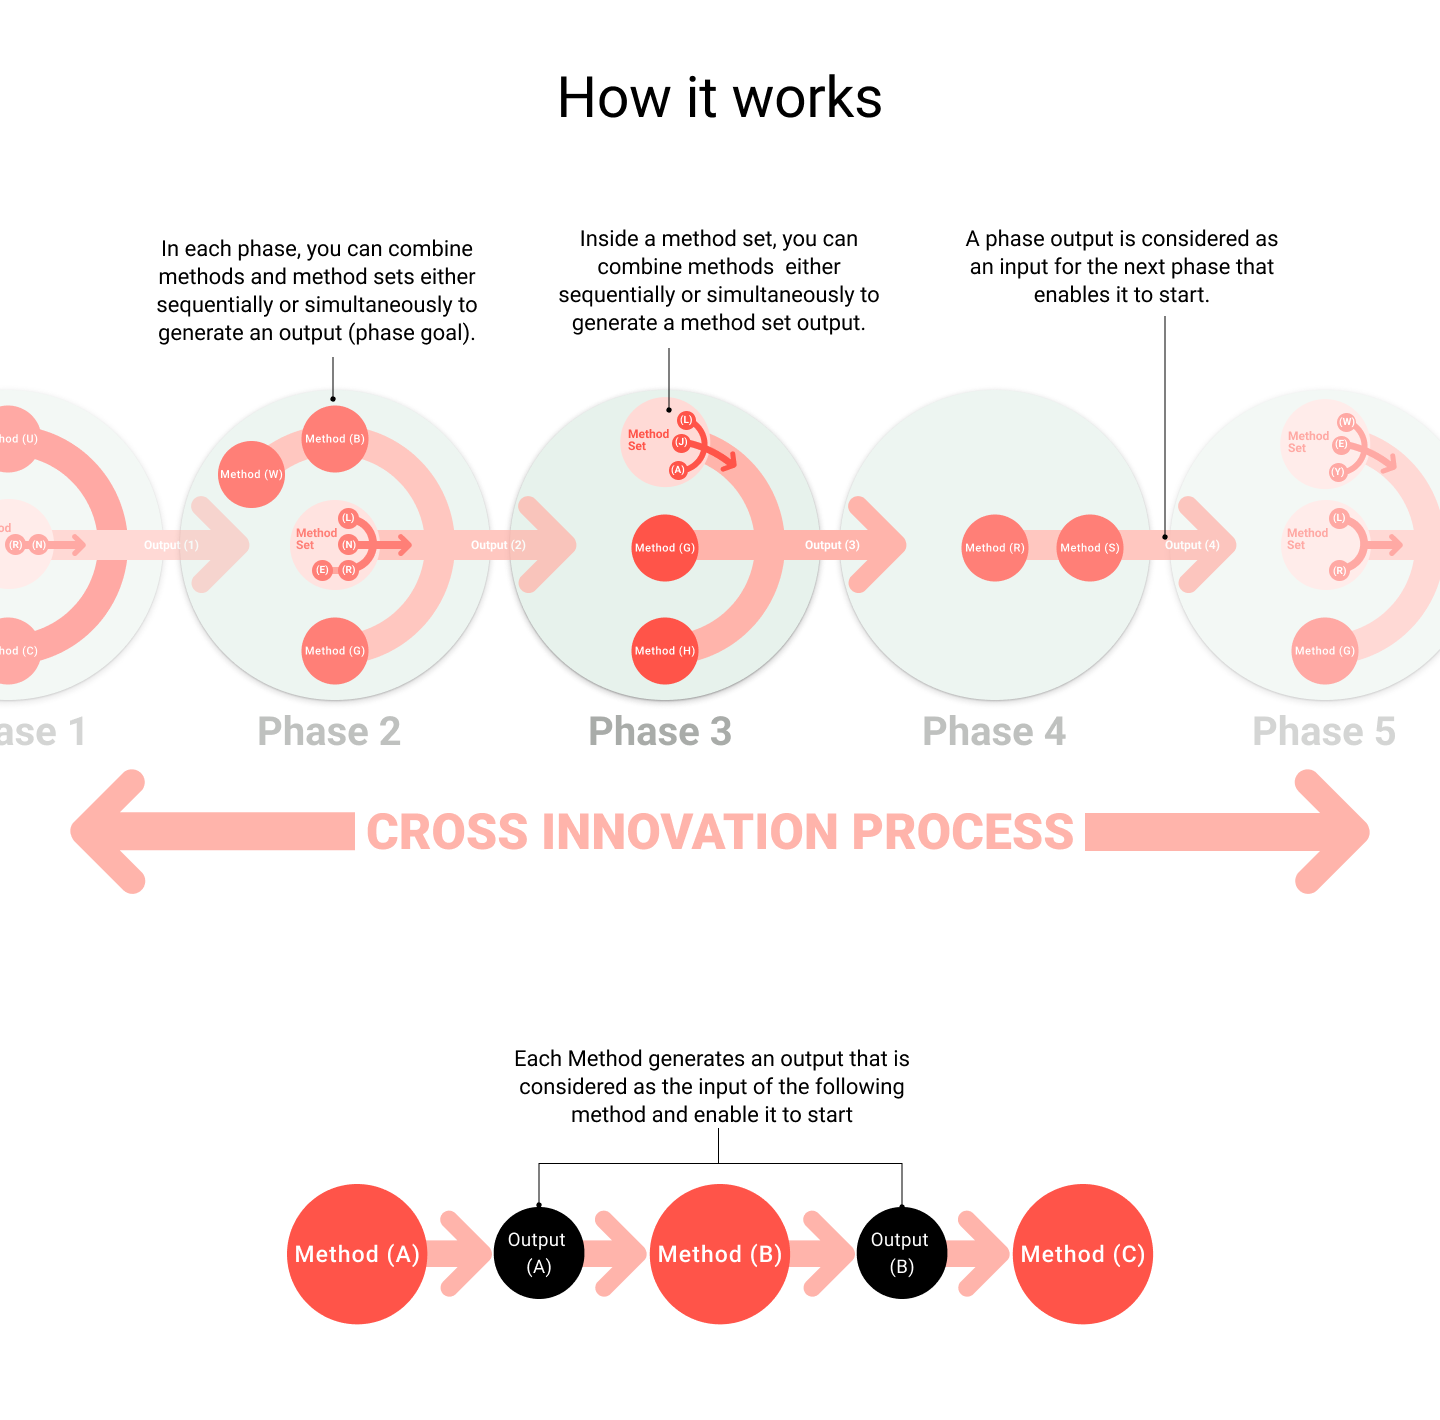 How it works
In each phase, you can combine
methods and method sets either
sequentially or simultaneously to
generate an output (phase goal).
Inside a method set, you can
combine methods  either
sequentially or simultaneously to
generate a method set output.
A phase output is considered as
an input for the next phase that
enables it to start.
hod (U)
od
(R)
(N)
hod (C)
Output (1)
ase 1
Method (W)
Method (B)
Method
Set
(L)
(N)
(E)
(R)
Method (G)
Output (2)
Phase 2
Method
Set
(L)
(J)
(A)
Method (G)
Method (H)
Output (3)
Phase 3
Method (R)
Method (S)
Output (4)
Phase 4
Method
Set
(W)
(E)
(Y)
Method
Set
(L)
(R)
Method (G)
Phase 5
CROSS INNOVATION PROCESS
Each Method generates an output that is
considered as the input of the following
method and enable it to start
Method (A)
Output
(A)
Method (B)
Output
(B)
Method (C)